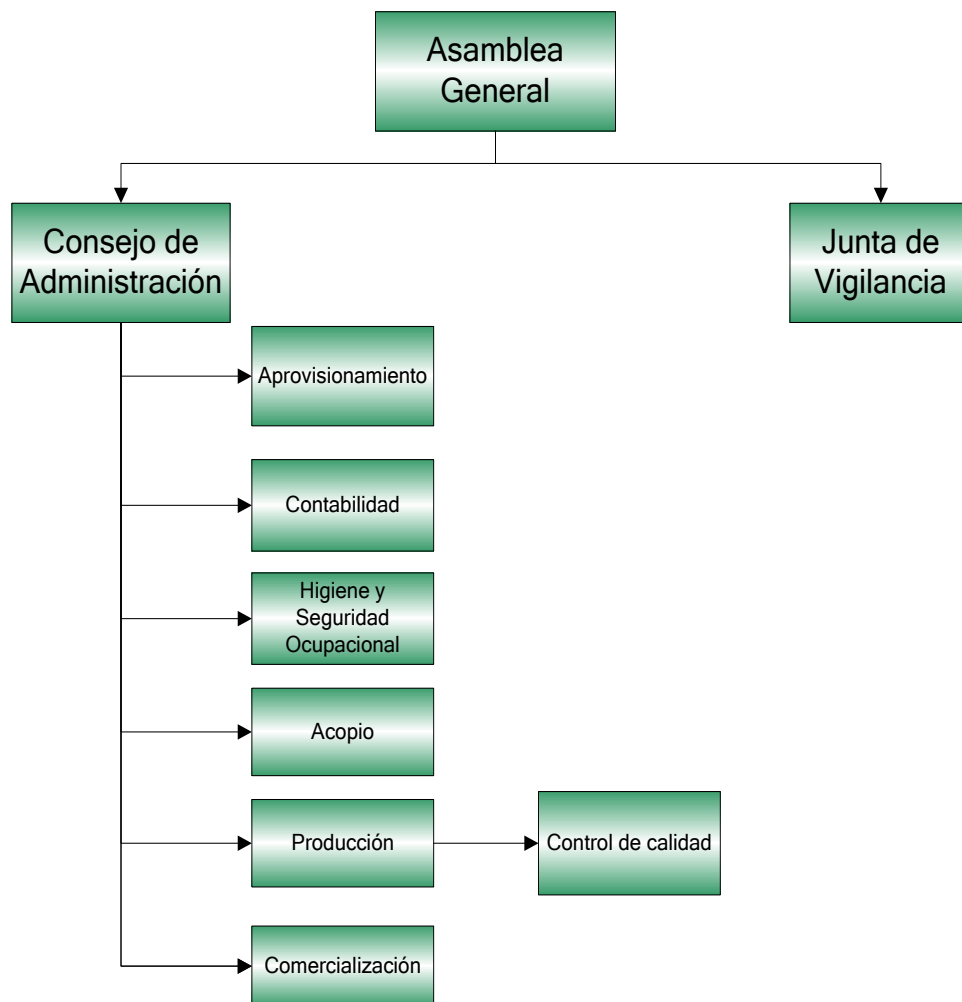 Asamblea
General
Consejo de
Administración
Junta de
Vigilancia
Aprovisionamiento
Contabilidad
Higiene y
Seguridad
Ocupacional
Acopio
Producción
Control de calidad
Comercialización